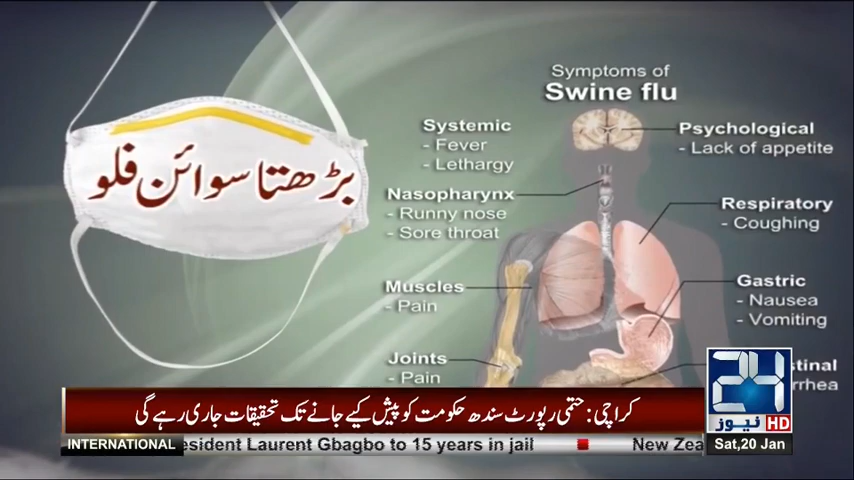 بڑھتا سوائن فلو
Symptoms of
Swine flu
Systemic
- Fever
- Lethargy
Psychological
- Lack of appetite
Nasopharynx
- Runny nose
- Sore throat
Respiratory
- Coughing
Muscles
- Pain
Gastric
- Nausea
- Vomiting
Joints
- Pain
stinal
rrhea
24
نیوز HD
کراچی: حتمی رپورٹ سندھ حکومت کو پیش کیے جانے تک تحقیقات جاری رہے گی
INTERNATIONAL esident Laurent Gbagbo to 15 years in jail New Zea
Sat,20 Jan